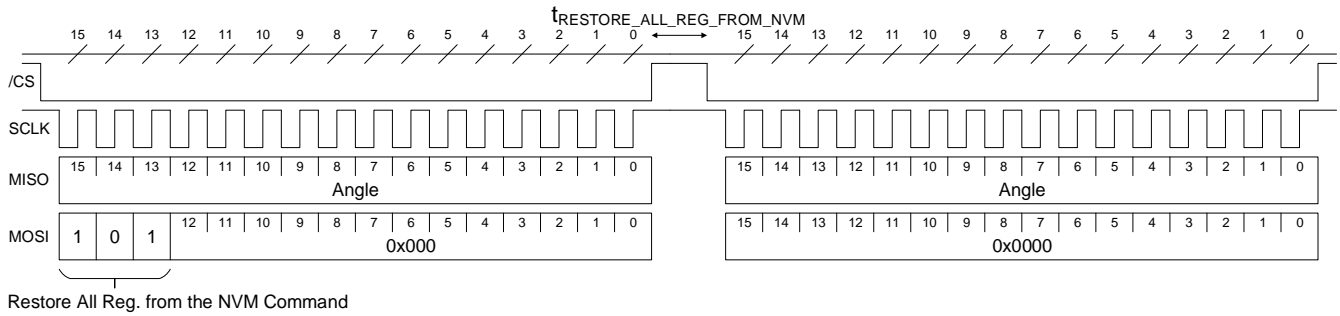 tRESTORE_ALL_REG_FROM_NVM
15 14 13 12 11 10 9 8 7 6 5 4 3 2 1 0 15 14 13 12 11 10 9 8 7 6 5 4 3 2 1 0
/CS
SCLK
15 14 13 12 11 10 9 8 7 6 5 4 3 2 1 0 15 14 13 12 11 10 9 8 7 6 5 4 3 2 1 0
MISO Angle Angle
12 11 10 9 8 7 6 5 4 3 2 1 0 15 14 13 12 11 10 9 8 7 6 5 4 3 2 1 0
MOSI 1 0 1 0x000 0x0000
Restore All Reg. from the NVM Command